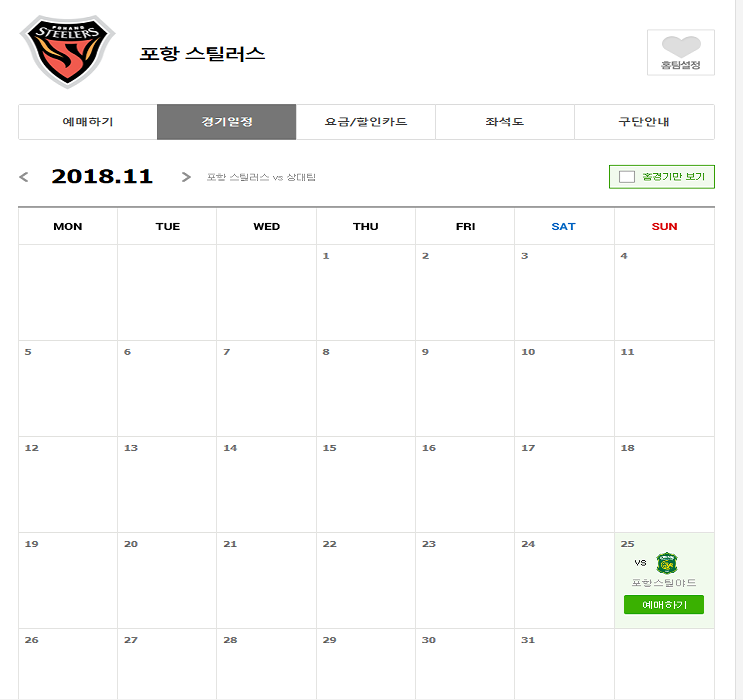 POHANG
STEELERS
포항 스틸러스
홈팀설정
예매하기 경기일정 요금/할인카드 좌석도 구단안내
< 2018.11 > 포항 스틸러스 vs 상대팀 홈경기만 보기
MON TUE WED THU FRI SAT SUN
1 2 3 4
5 6 7 8 9 10 11
12 13 14 15 16 17 18
19 20 21 22 23 24 25
vs
포항스틸야드
예매하기
26 27 28 29 30 31